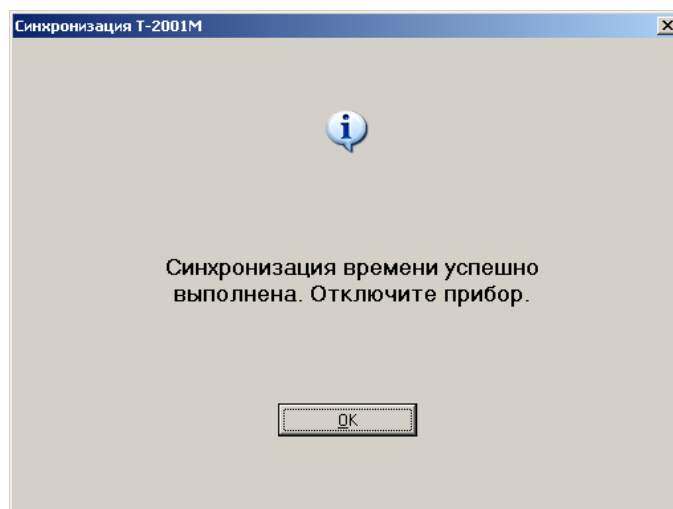 Синхронизация Т-2001М
Синхронизация времени успешно
выполнена. Отключите прибор.
OK